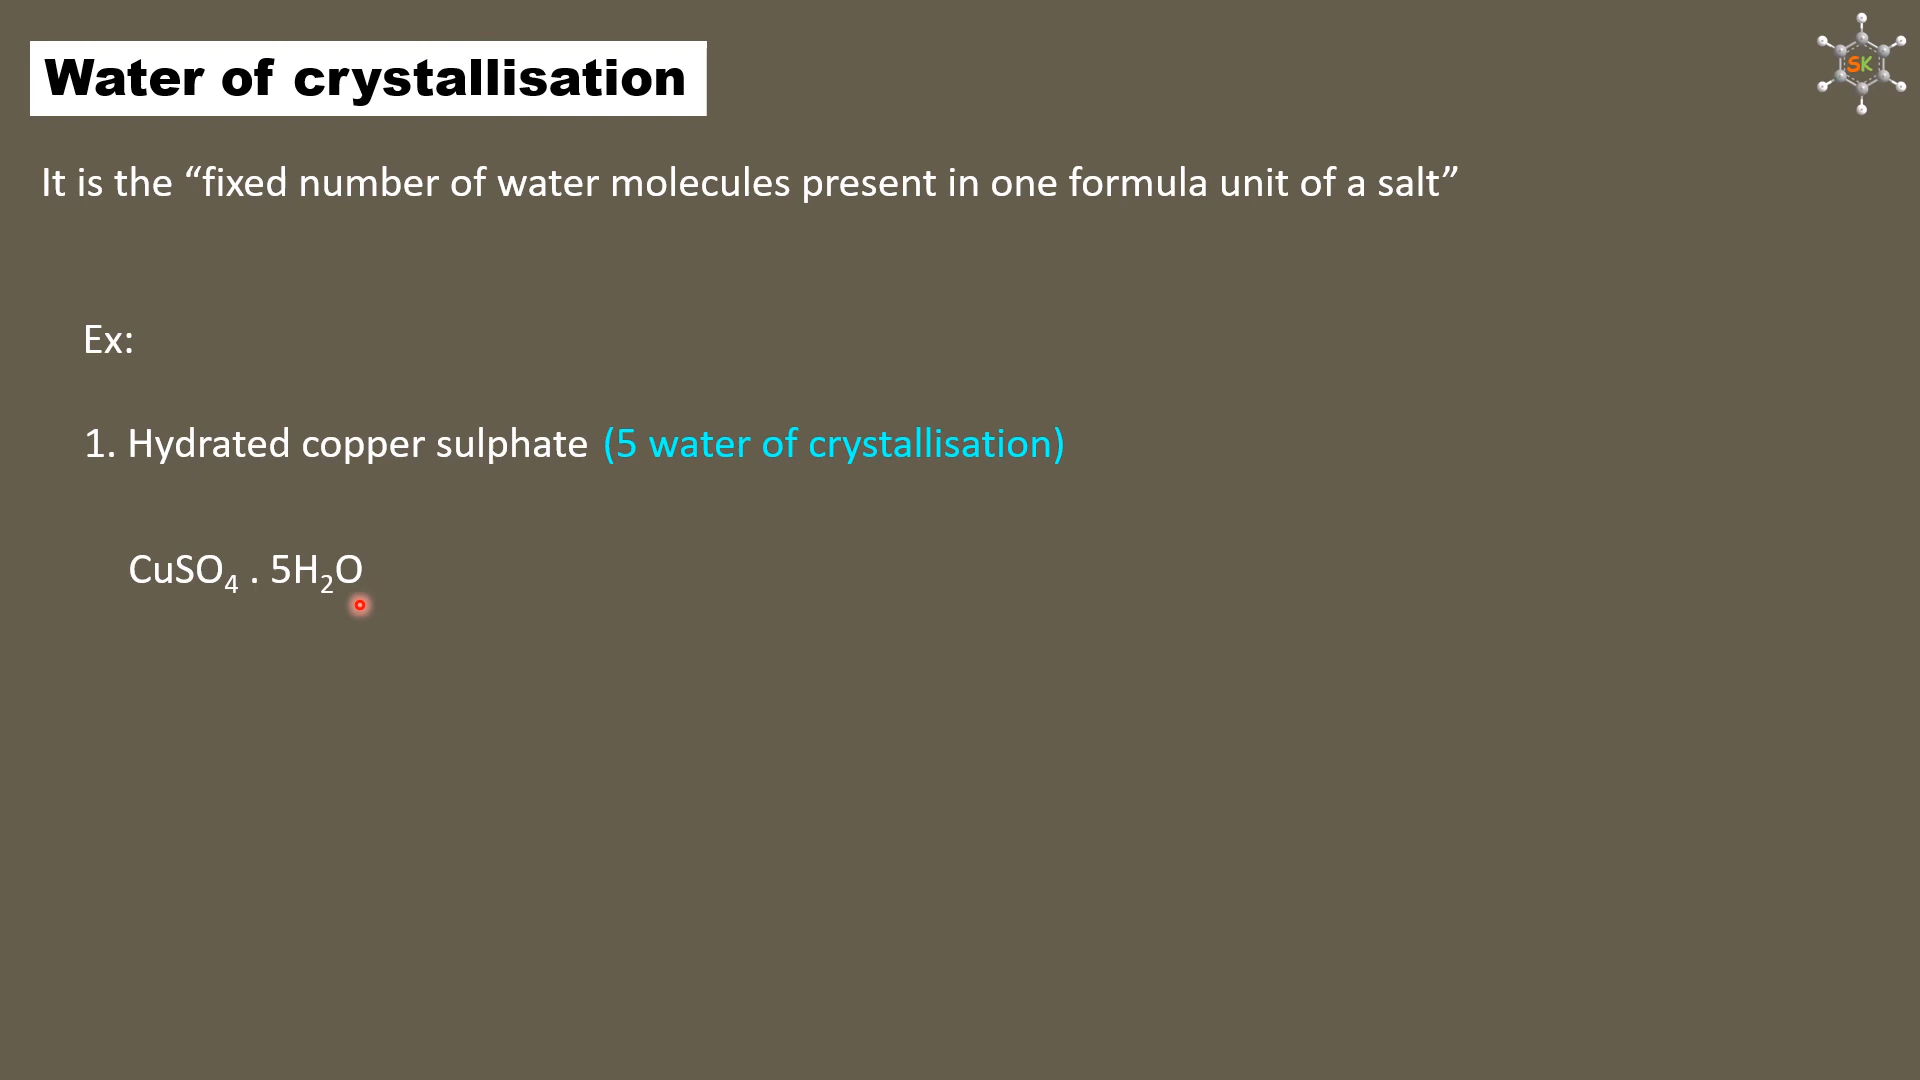 Water of crystallisation
SK
It is the “fixed number of water molecules present in one formula unit of a salt”
Ex:
1. Hydrated copper sulphate (5 water of crystallisation)
CuSO₄ . 5H₂O